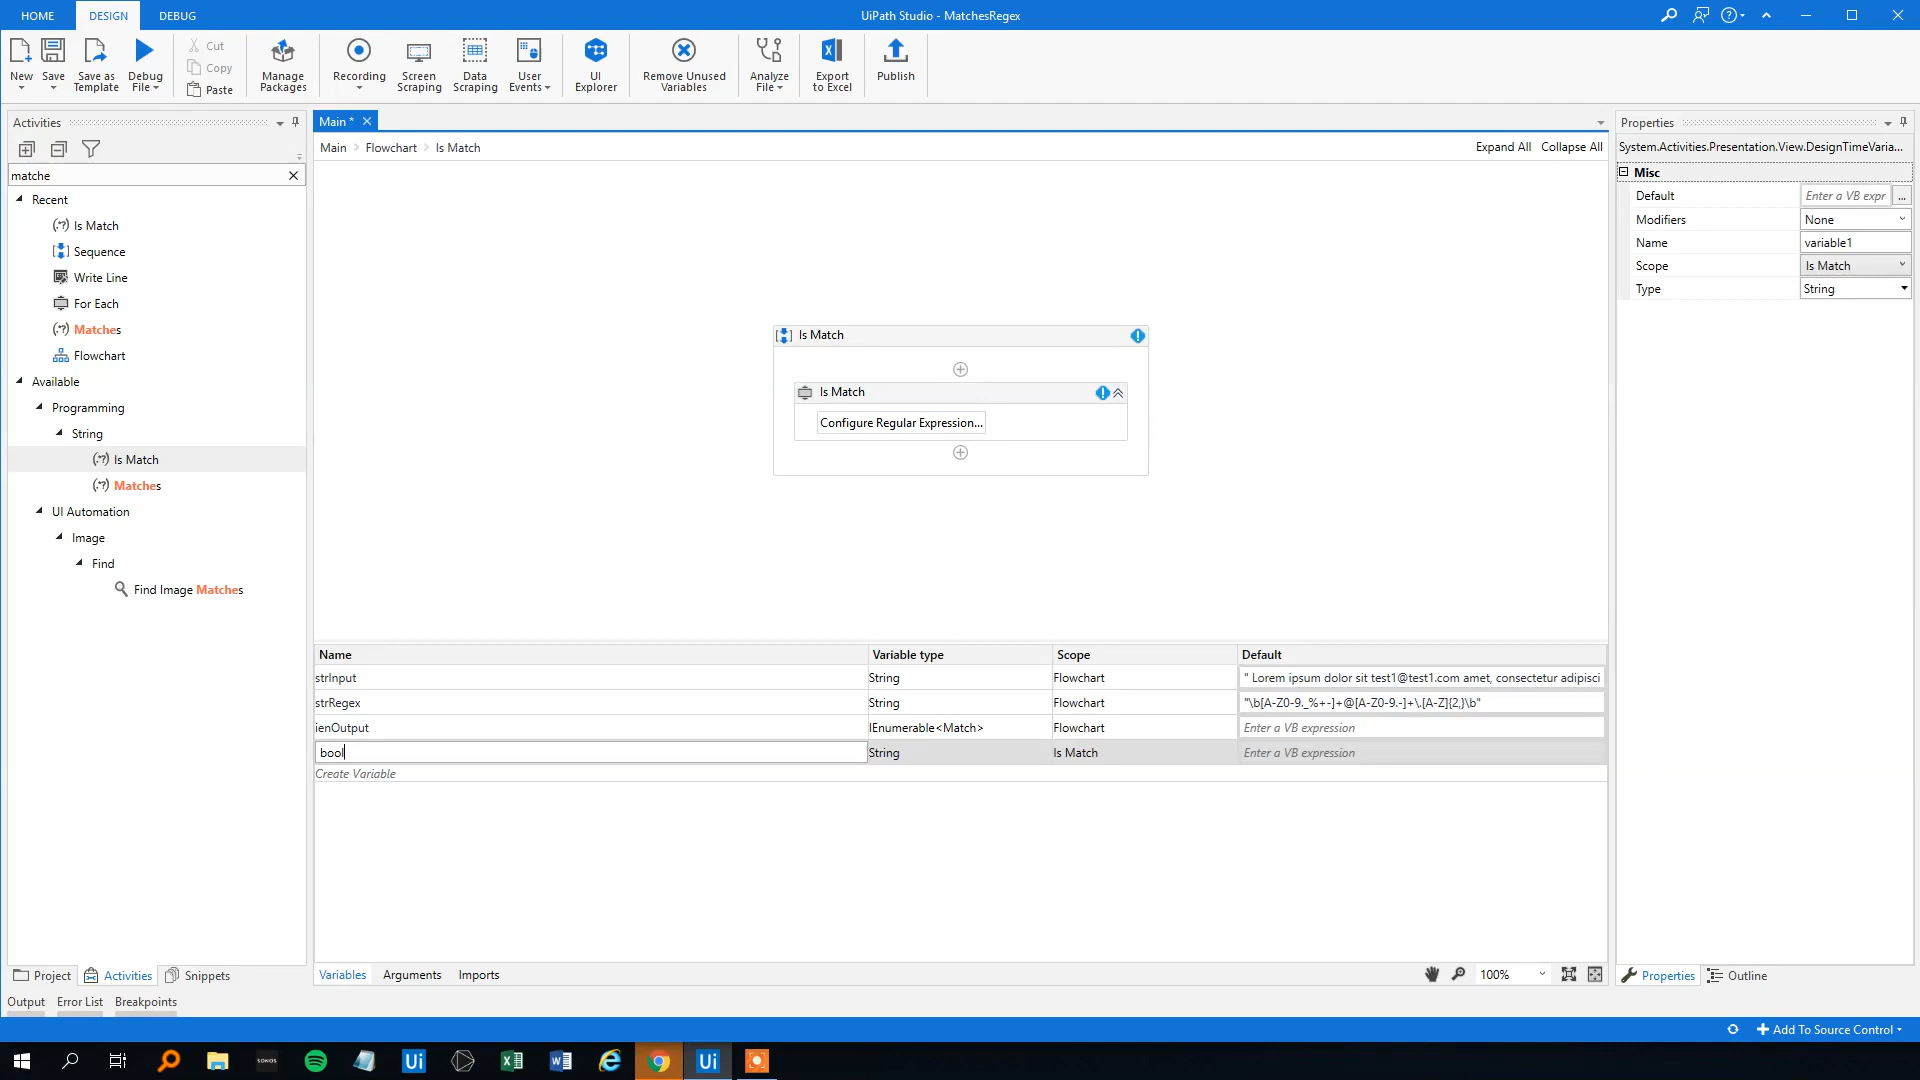 HOME DESIGN DEBUG UiPath Studio - MatchesRegex
New Save Save as Template Debug File Cut Copy Paste Manage Packages Recording Screen Scraping Data Scraping User Events UI Explorer Remove Unused Variables Analyze File Export to Excel Publish
Activities
matche
Recent
Is Match
Sequence
Write Line
For Each
Matches
Flowchart
Available
Programming
String
Is Match
Matches
UI Automation
Image
Find
Find Image Matches
Project Activities Snippets
Output Error List Breakpoints
Main *
Main Flowchart Is Match Expand All Collapse All
Is Match
Is Match
Configure Regular Expression...
Name Variable type Scope Default
strInput String Flowchart " Lorem ipsum dolor sit test1@test1.com amet, consectetur adipisci
strRegex String Flowchart "\b[A-Z0-9._%+-]+@[A-Z0-9.-]+\.[A-Z]{2,}\b"
ienOutput IEnumerable<Match> Flowchart Enter a VB expression
bool String Is Match Enter a VB expression
Create Variable
Variables Arguments Imports 100%
Properties
System.Activities.Presentation.View.DesignTimeVaria...
Misc
Default Enter a VB expr ...
Modifiers None
Name variable1
Scope Is Match
Type String
Properties Outline
Add To Source Control
SONOS Ui Ui